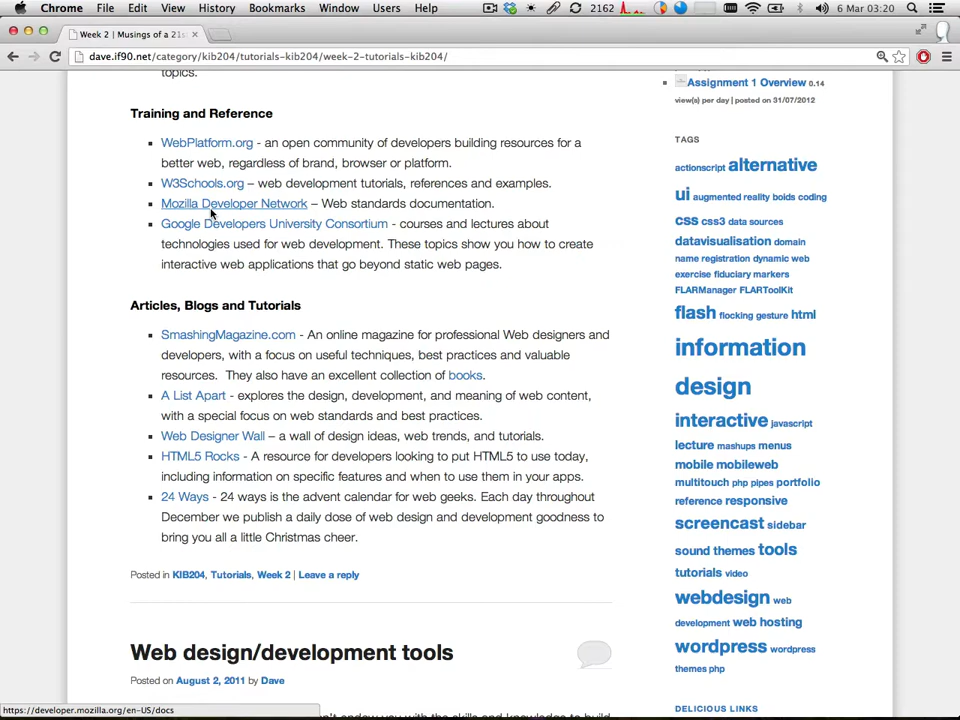 Chrome File Edit View History Bookmarks Window Users Help 2162 6 Mar 03:20
Week 2 | Musings of a 21s
dave.if90.net/category/kib204/tutorials-kib204/week-2-tutorials-kib204/
topics.
Training and Reference
WebPlatform.org - an open community of developers building resources for a
better web, regardless of brand, browser or platform.
W3Schools.org – web development tutorials, references and examples.
Mozilla Developer Network – Web standards documentation.
Google Developers University Consortium - courses and lectures about
technologies used for web development. These topics show you how to create
interactive web applications that go beyond static web pages.
Articles, Blogs and Tutorials
SmashingMagazine.com - An online magazine for professional Web designers and
developers, with a focus on useful techniques, best practices and valuable
resources. They also have an excellent collection of books.
A List Apart - explores the design, development, and meaning of web content,
with a special focus on web standards and best practices.
Web Designer Wall – a wall of design ideas, web trends, and tutorials.
HTML5 Rocks - A resource for developers looking to put HTML5 to use today,
including information on specific features and when to use them in your apps.
24 Ways - 24 ways is the advent calendar for web geeks. Each day throughout
December we publish a daily dose of web design and development goodness to
bring you all a little Christmas cheer.
Posted in KIB204, Tutorials, Week 2 | Leave a reply
Web design/development tools
Posted on August 2, 2011 by Dave
Assignment 1 Overview 0.14
view(s) per day | posted on 31/07/2012
TAGS
actionscript alternative
ui augmented reality boids coding
css css3 data sources
datavisualisation domain
name registration dynamic web
exercise fiduciary markers
FLARManager FLARToolKit
flash flocking gesture html
information
design
interactive javascript
lecture mashups menus
mobile mobileweb
multitouch php pipes portfolio
reference responsive
screencast sidebar
sound themes tools
tutorials video
webdesign web
development web hosting
wordpress wordpress
themes php
DELICIOUS LINKS
https://developer.mozilla.org/en-US/docs